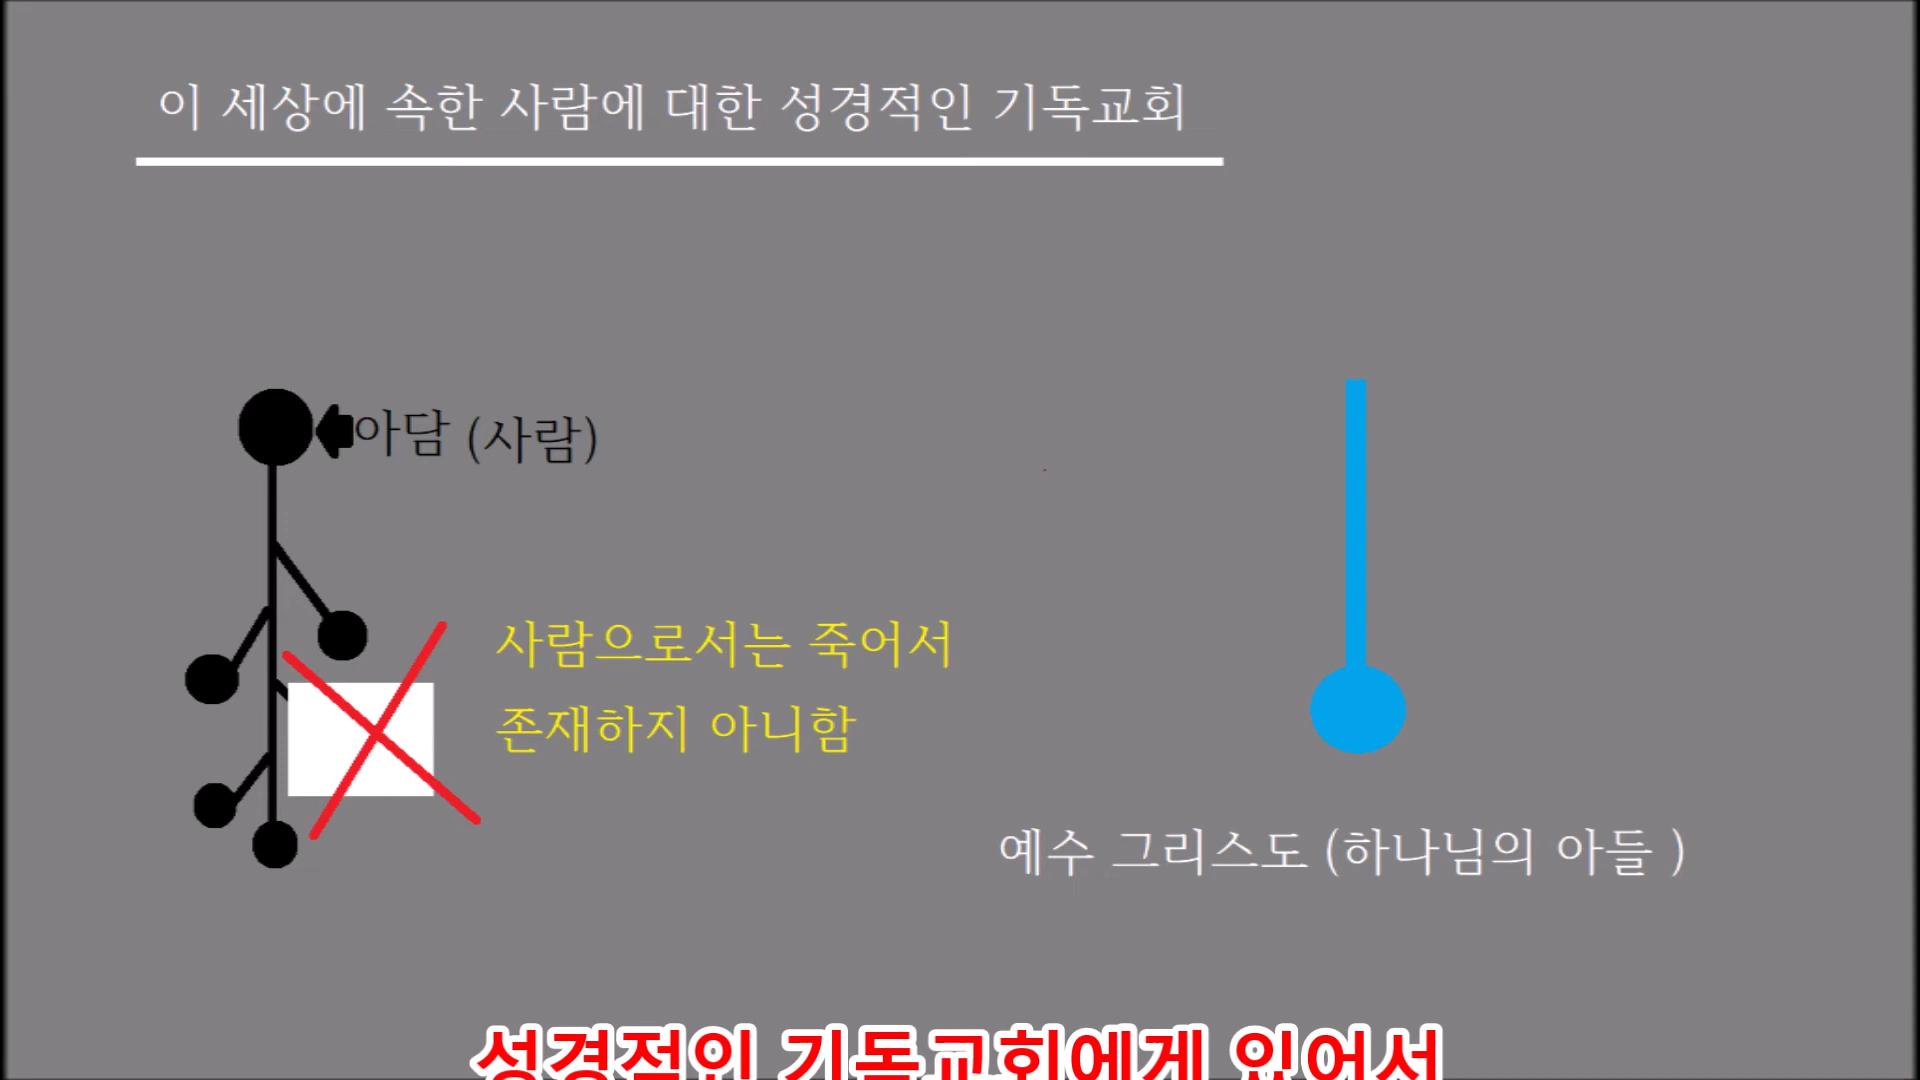 이 세상에 속한 사람에 대한 성경적인 기독교회
아담 (사람)
사람으로서는 죽어서
존재하지 아니함
예수 그리스도 (하나님의 아들 )
성경적인 기독교회에게 있어서